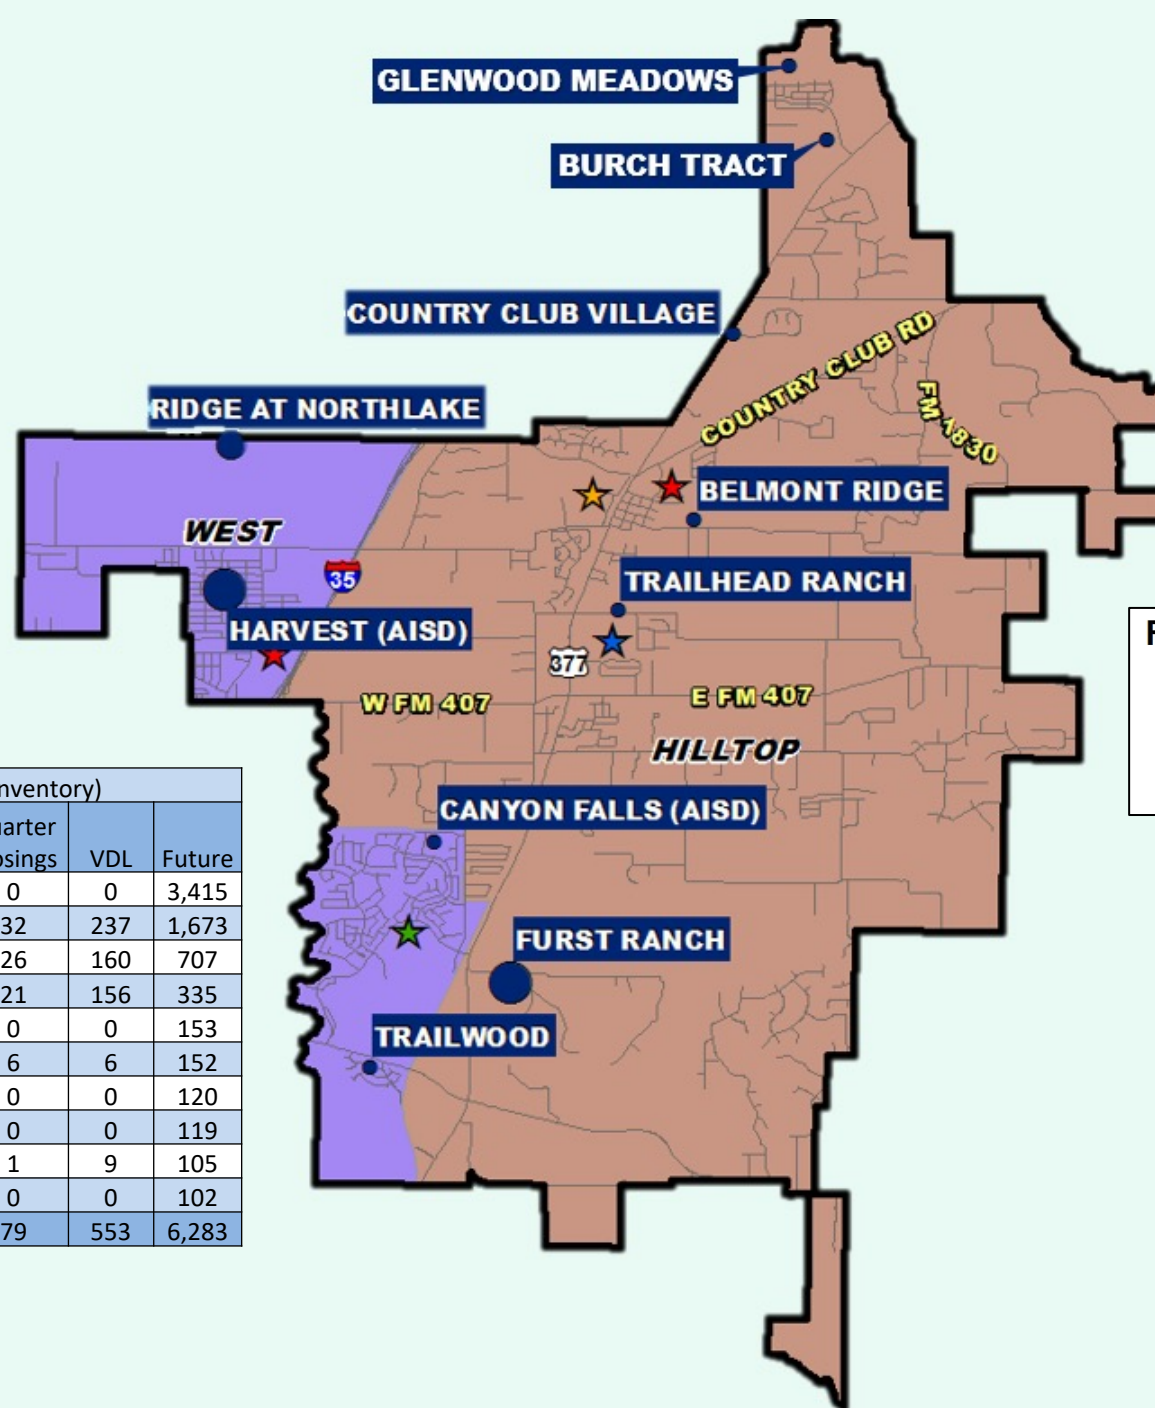 GLENWOOD MEADOWS
BURCH TRACT
COUNTRY CLUB VILLAGE
COUNTRY CLUB RD
FM 1830
RIDGE AT NORTHLAKE
BELMONT RIDGE
WEST
35
TRAILHEAD RANCH
HARVEST (AISD)
377
W FM 407
E FM 407
HILLTOP
CANYON FALLS (AISD)
FURST RANCH
TRAILWOOD
nventory)
uarter
osings VDL Future
0 0 3,415
32 237 1,673
26 160 707
21 156 335
0 0 153
6 6 152
0 0 120
0 0 119
1 9 105
0 0 102
79 553 6,283